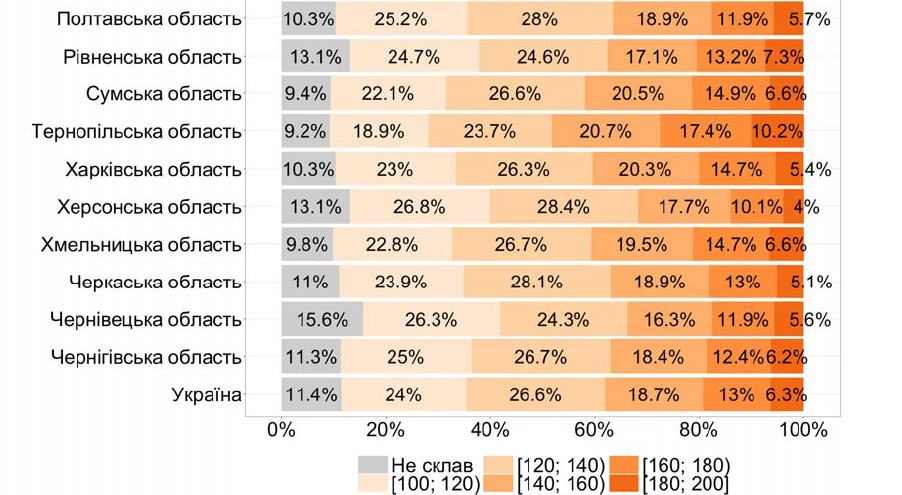 Полтавська область 10.3% 25.2% 28% 18.9% 11.9% 5.7%
Рівненська область 13.1% 24.7% 24.6% 17.1% 13.2% 7.3%
Сумська область 9.4% 22.1% 26.6% 20.5% 14.9% 6.6%
Тернопільська область 9.2% 18.9% 23.7% 20.7% 17.4% 10.2%
Харківська область 10.3% 23% 26.3% 20.3% 14.7% 5.4%
Херсонська область 13.1% 26.8% 28.4% 17.7% 10.1% 4%
Хмельницька область 9.8% 22.8% 26.7% 19.5% 14.7% 6.6%
Черкаська область 11% 23.9% 28.1% 18.9% 13% 5.1%
Чернівецька область 15.6% 26.3% 24.3% 16.3% 11.9% 5.6%
Чернігівська область 11.3% 25% 26.7% 18.4% 12.4% 6.2%
Україна 11.4% 24% 26.6% 18.7% 13% 6.3%
0% 20% 40% 60% 80% 100%
Не склав [120; 140) [160; 180)
[100; 120) [140; 160) [180; 200]